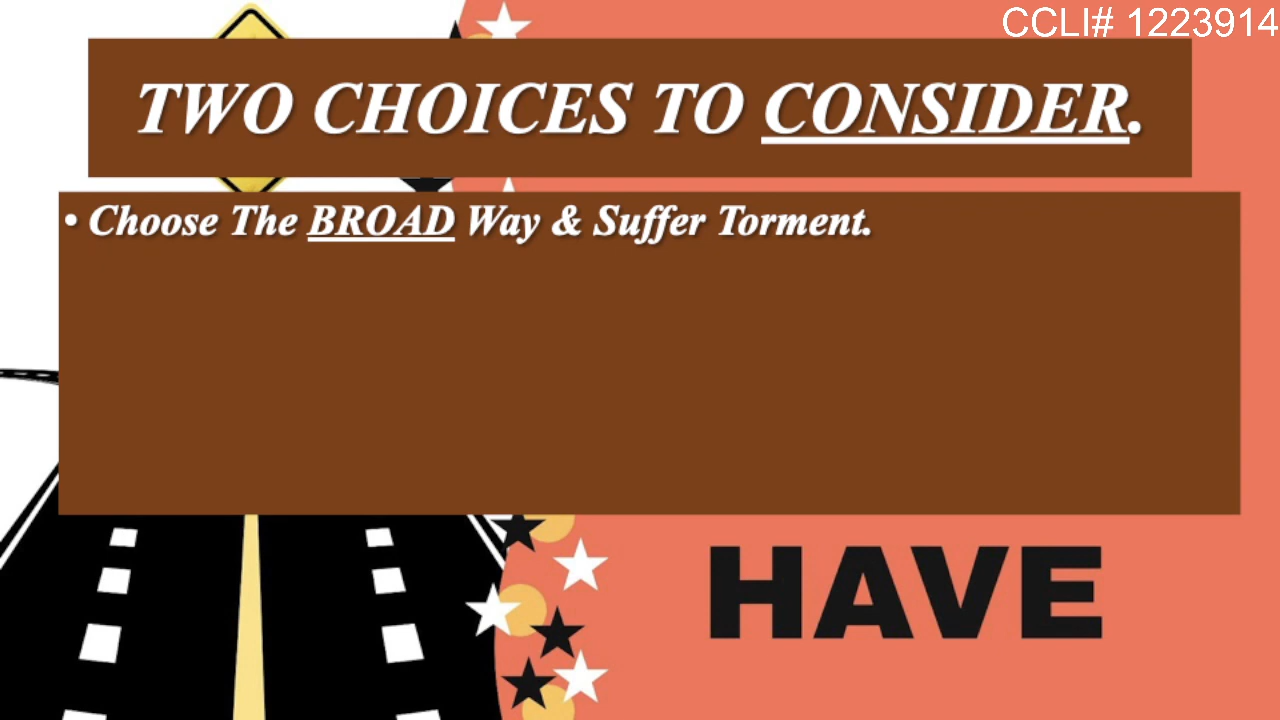 CCLI# 1223914
TWO CHOICES TO CONSIDER.
• Choose The BROAD Way & Suffer Torment.
HAVE